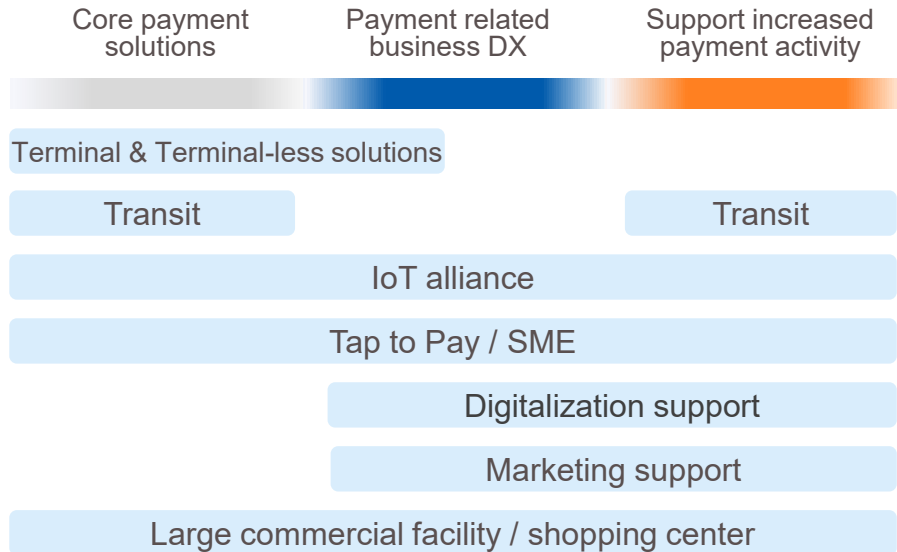 Core payment
solutions
Payment related
business DX
Support increased
payment activity
Terminal & Terminal-less solutions
Transit
Transit
IoT alliance
Tap to Pay / SME
Digitalization support
Marketing support
Large commercial facility / shopping center